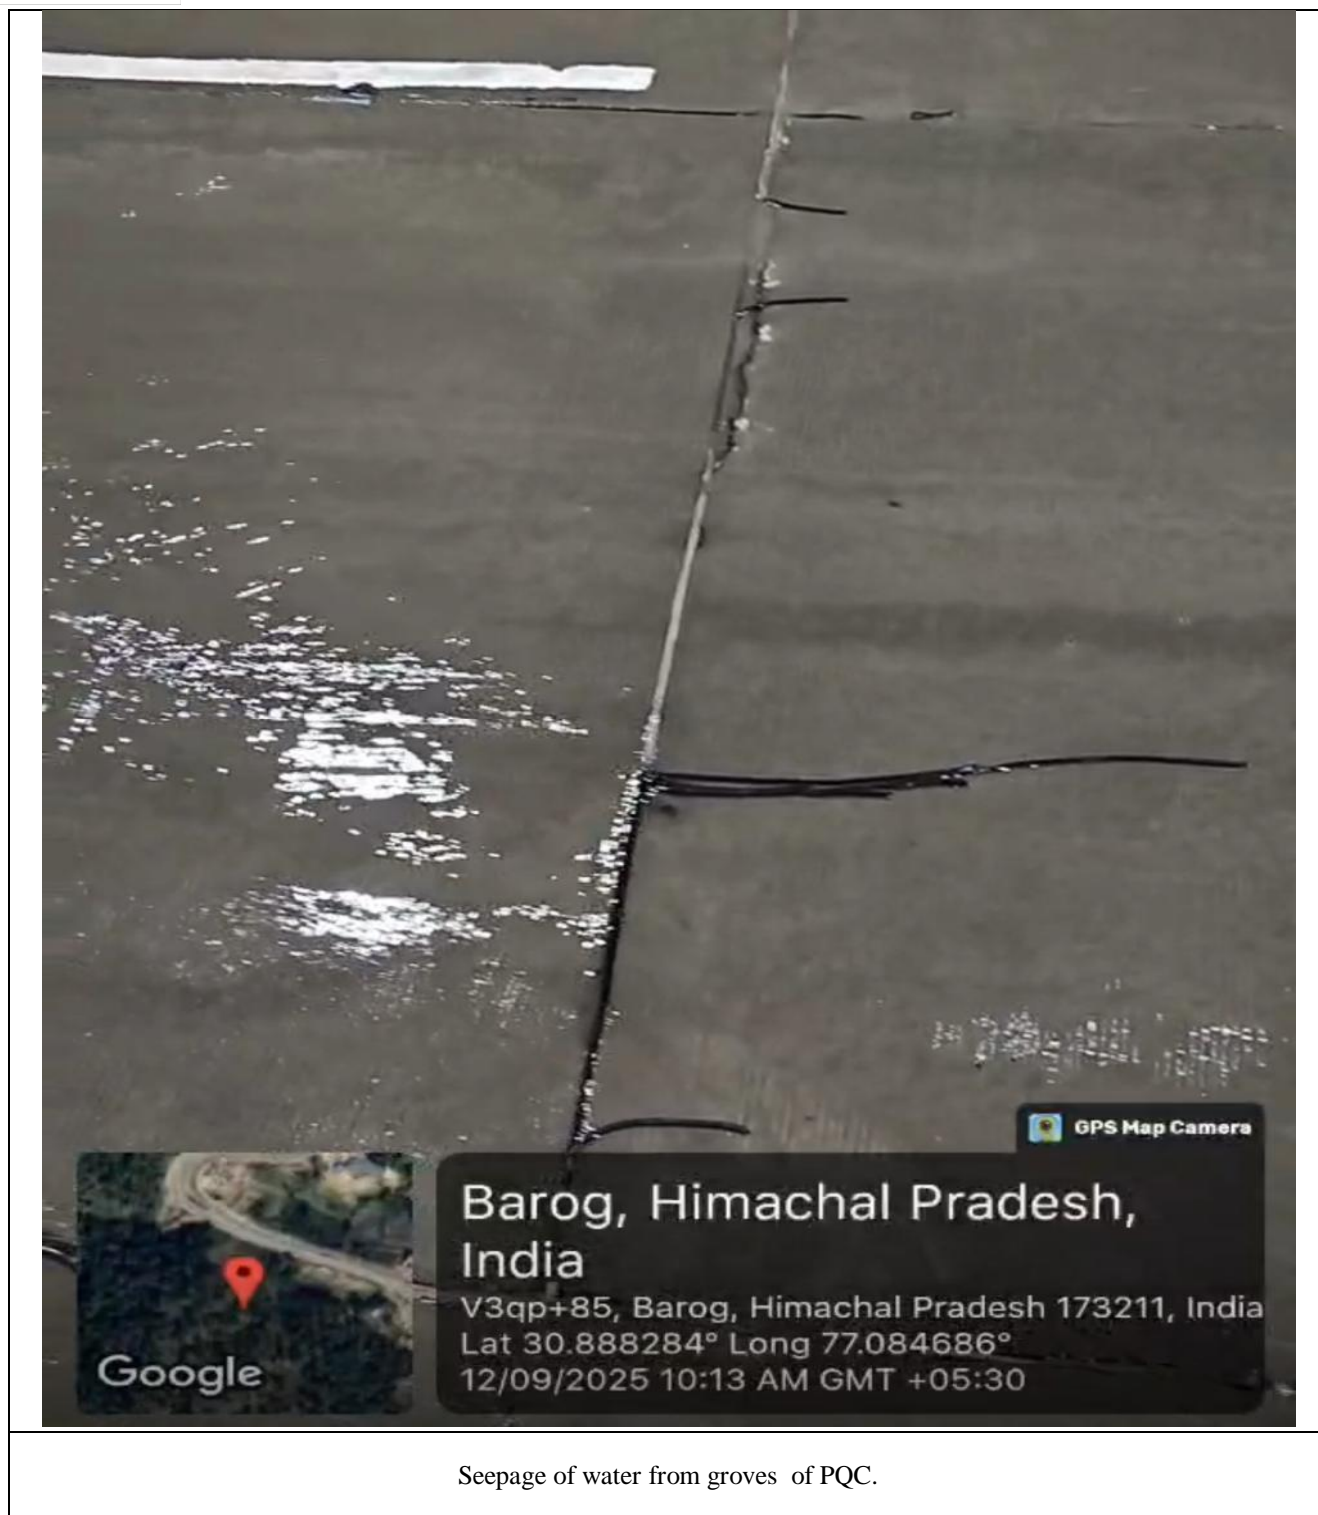 GPS Map Camera
Barog, Himachal Pradesh,
India
V3qp+85, Barog, Himachal Pradesh 173211, India
Lat 30.888284° Long 77.084686°
12/09/2025 10:13 AM GMT +05:30
Google
Seepage of water from groves of PQC.